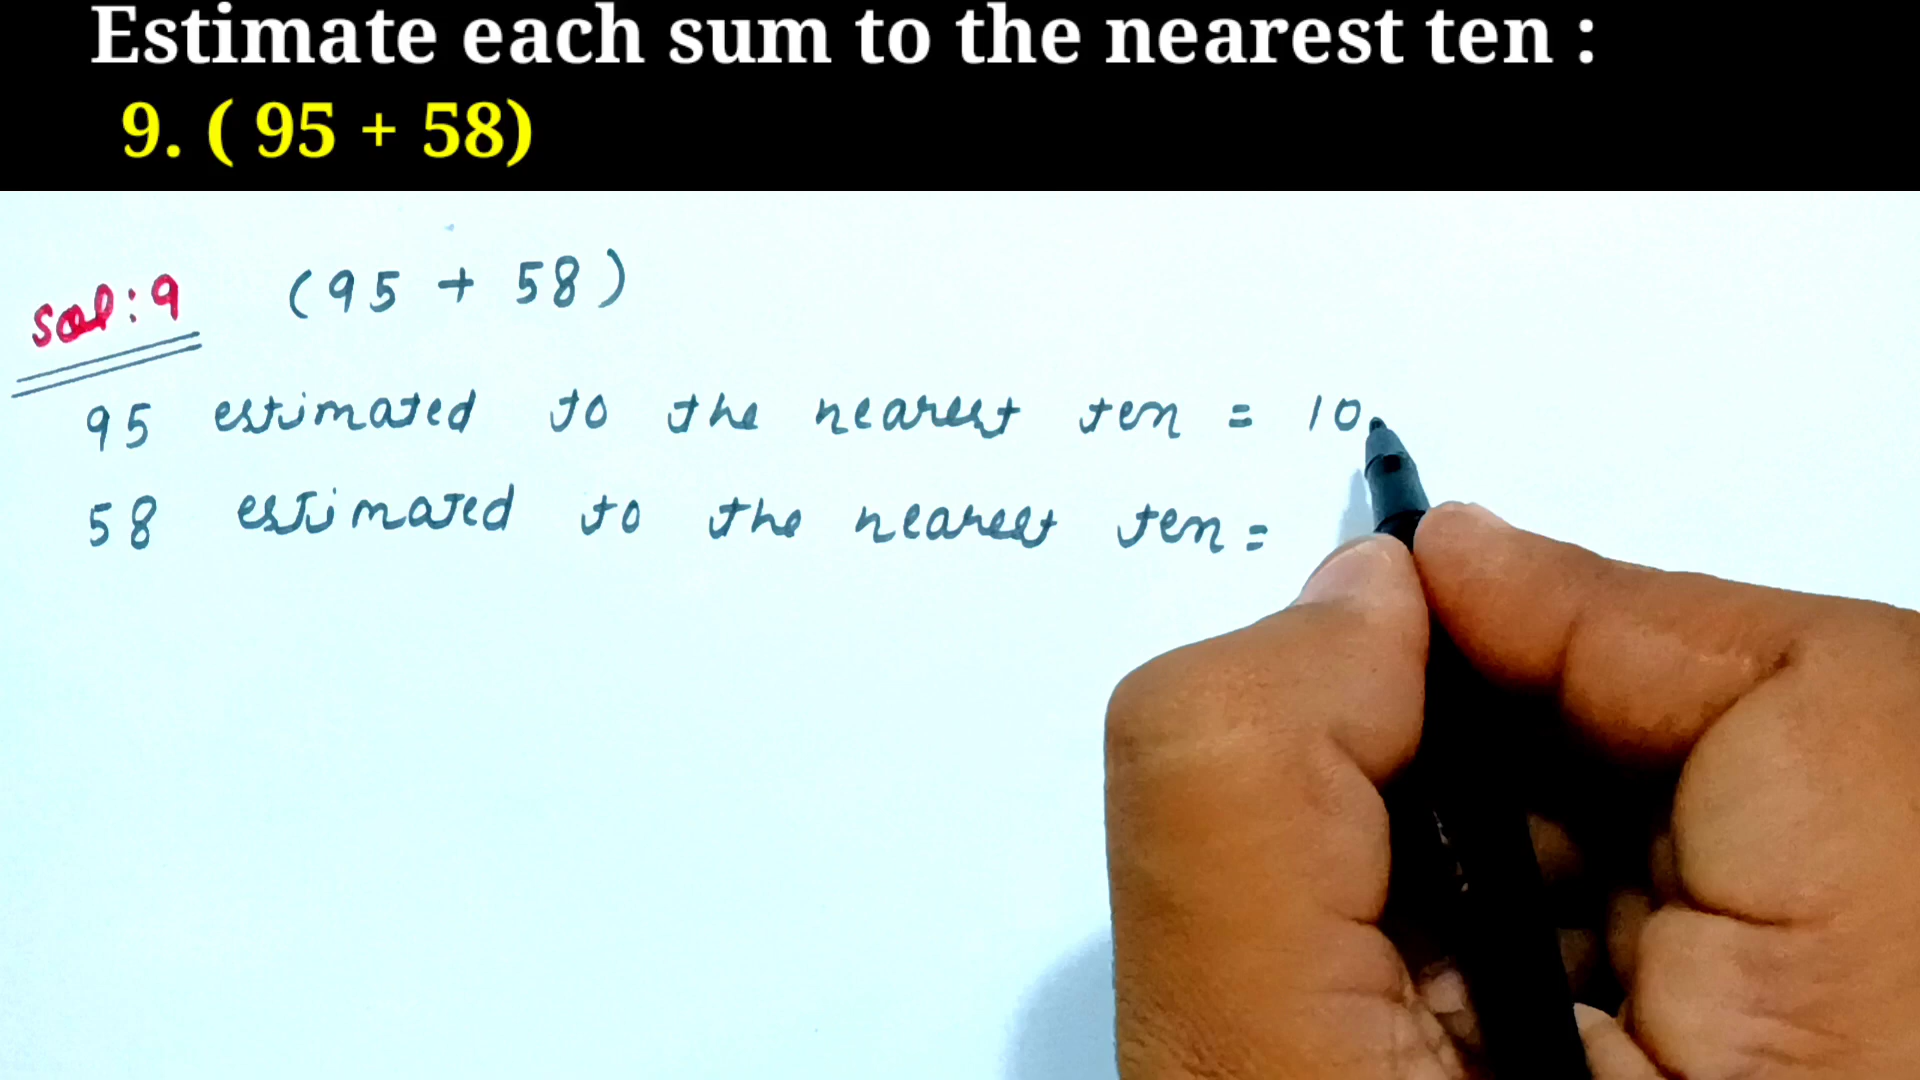 Estimate each sum to the nearest ten :
9. ( 95 + 58)
Sol:9 (95 + 58)
95 estimated to the nearest ten = 10
58 estimated to the nearest ten =